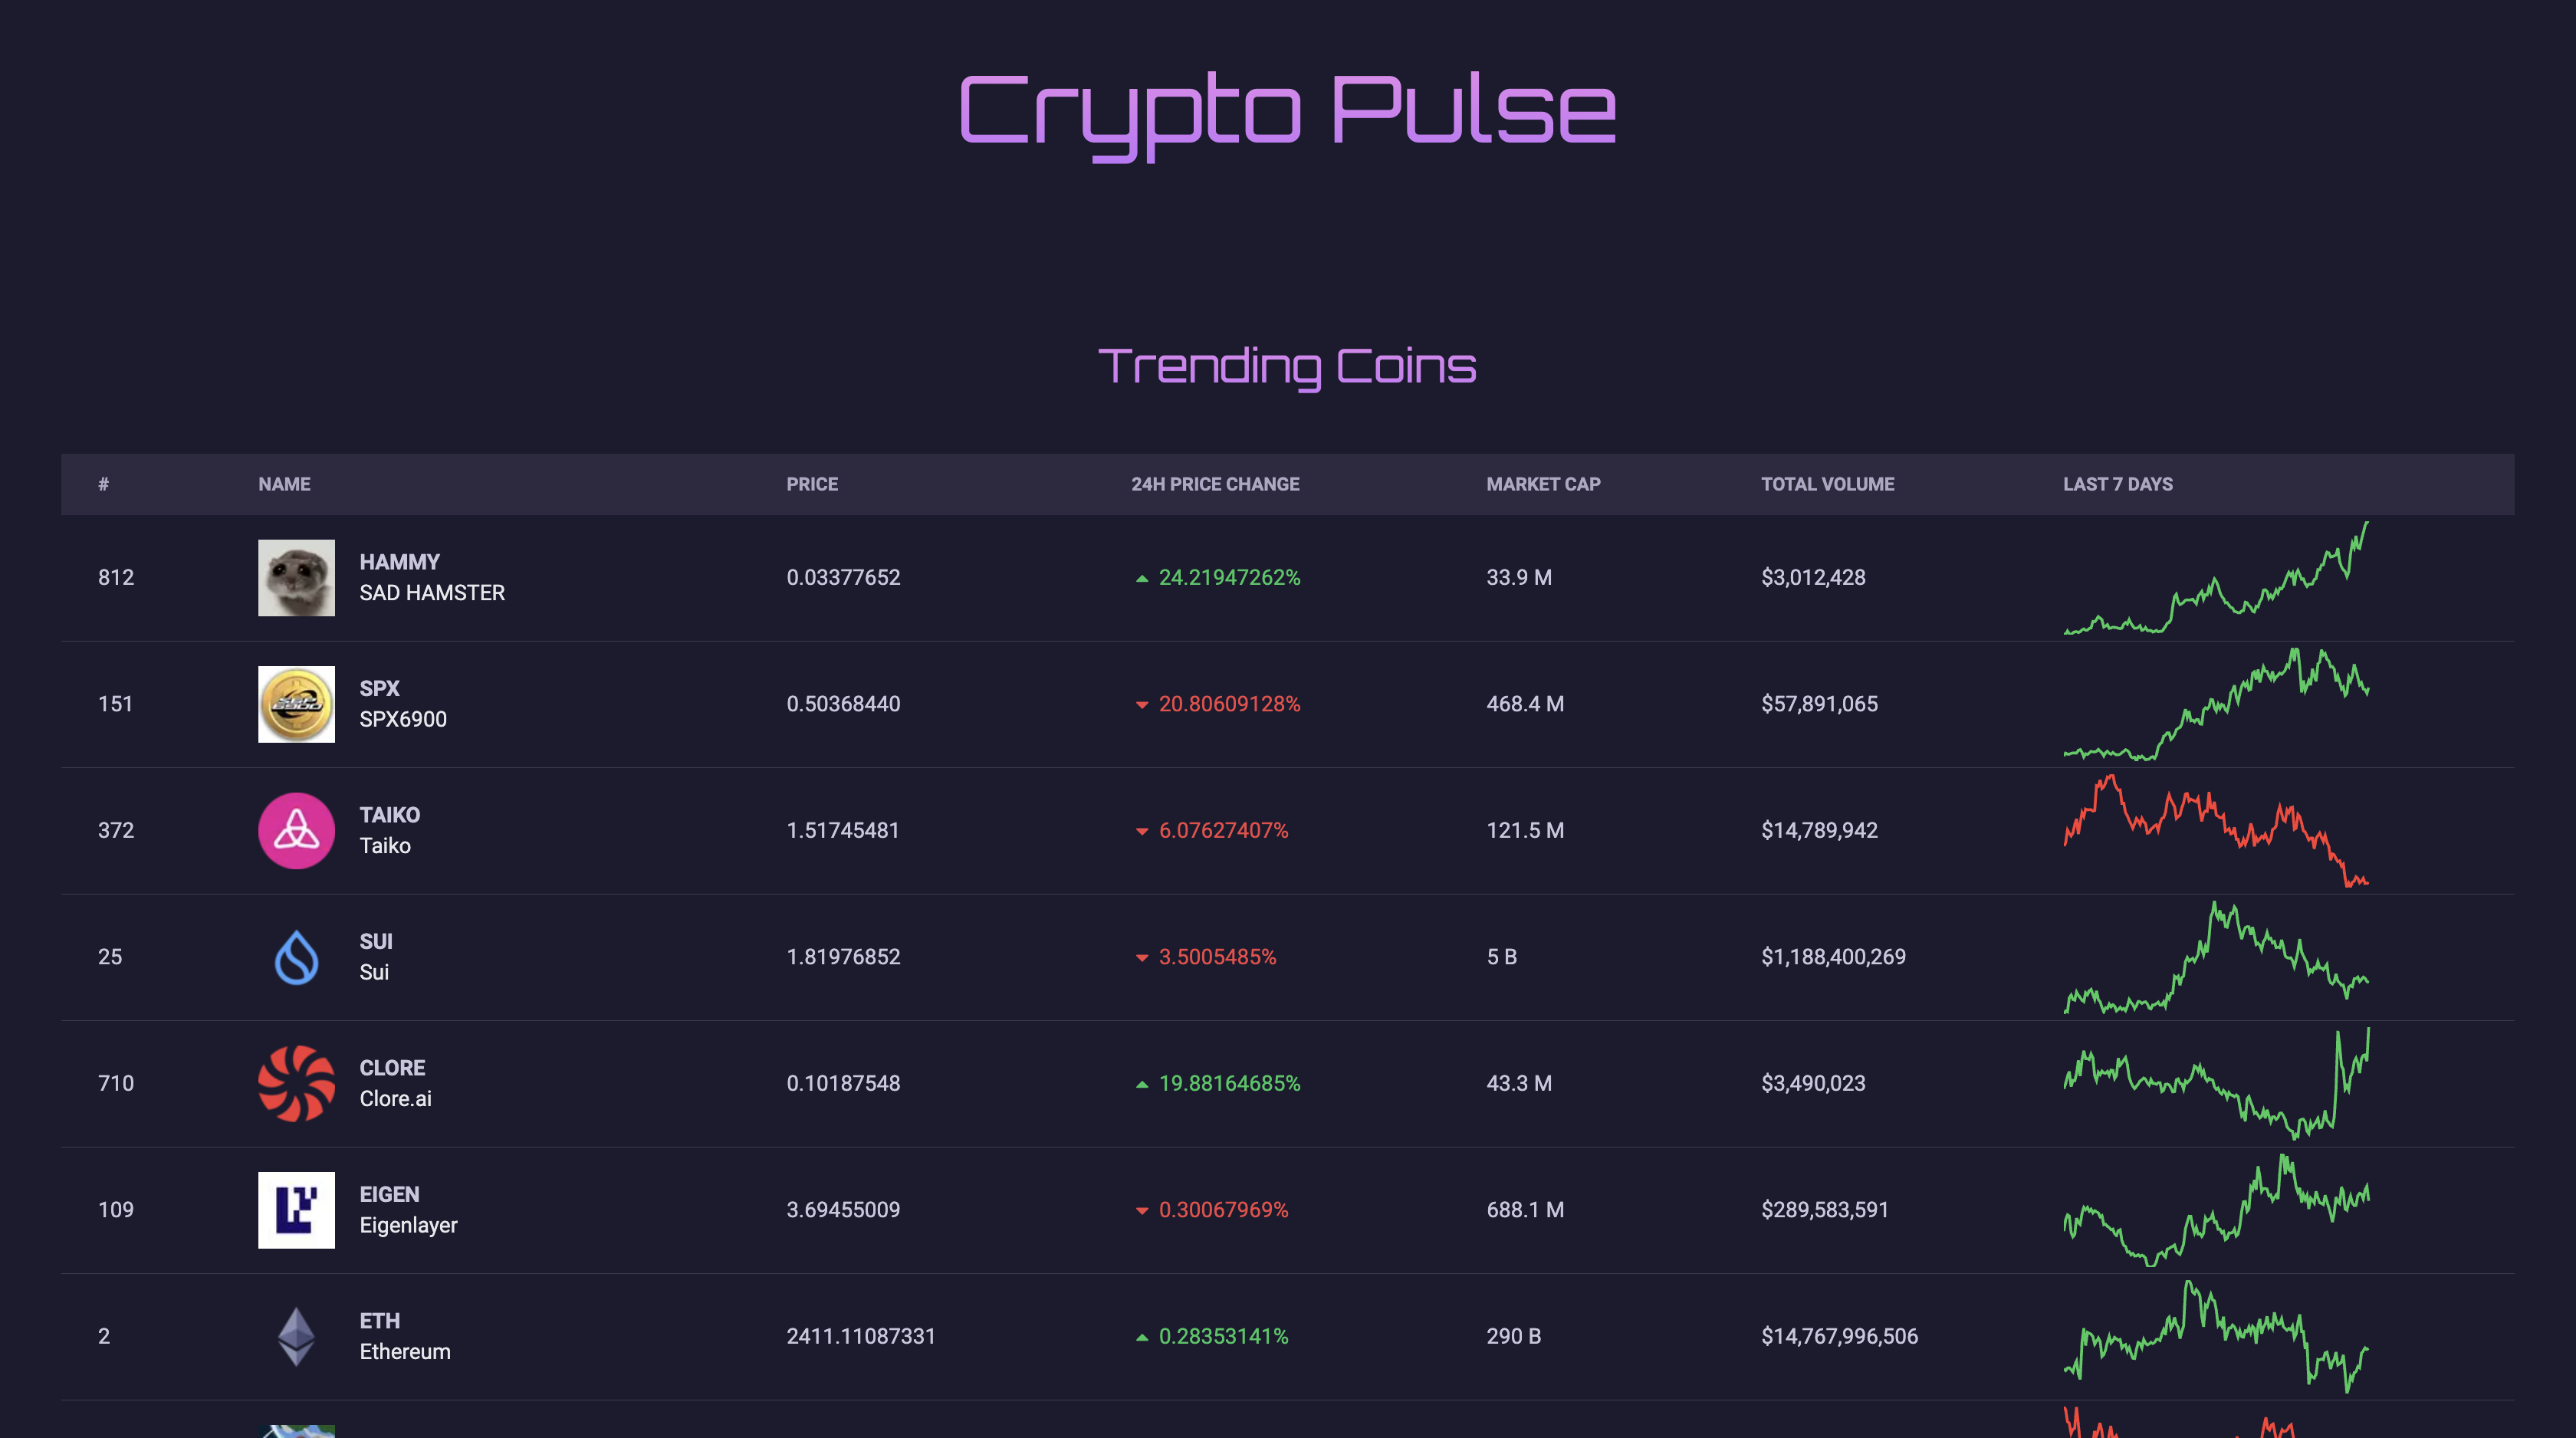 Crypto Pulse
Trending Coins
# NAME PRICE 24H PRICE CHANGE MARKET CAP TOTAL VOLUME LAST 7 DAYS
812 HAMMY SAD HAMSTER 0.03377652 24.21947262% 33.9 M $3,012,428
151 SPX SPX6900 0.50368440 20.80609128% 468.4 M $57,891,065
372 TAIKO Taiko 1.51745481 6.07627407% 121.5 M $14,789,942
25 SUI Sui 1.81976852 3.5005485% 5 B $1,188,400,269
710 CLORE Clore.ai 0.10187548 19.88164685% 43.3 M $3,490,023
109 EIGEN Eigenlayer 3.69455009 0.30067969% 688.1 M $289,583,591
2 ETH Ethereum 2411.11087331 0.28353141% 290 B $14,767,996,506